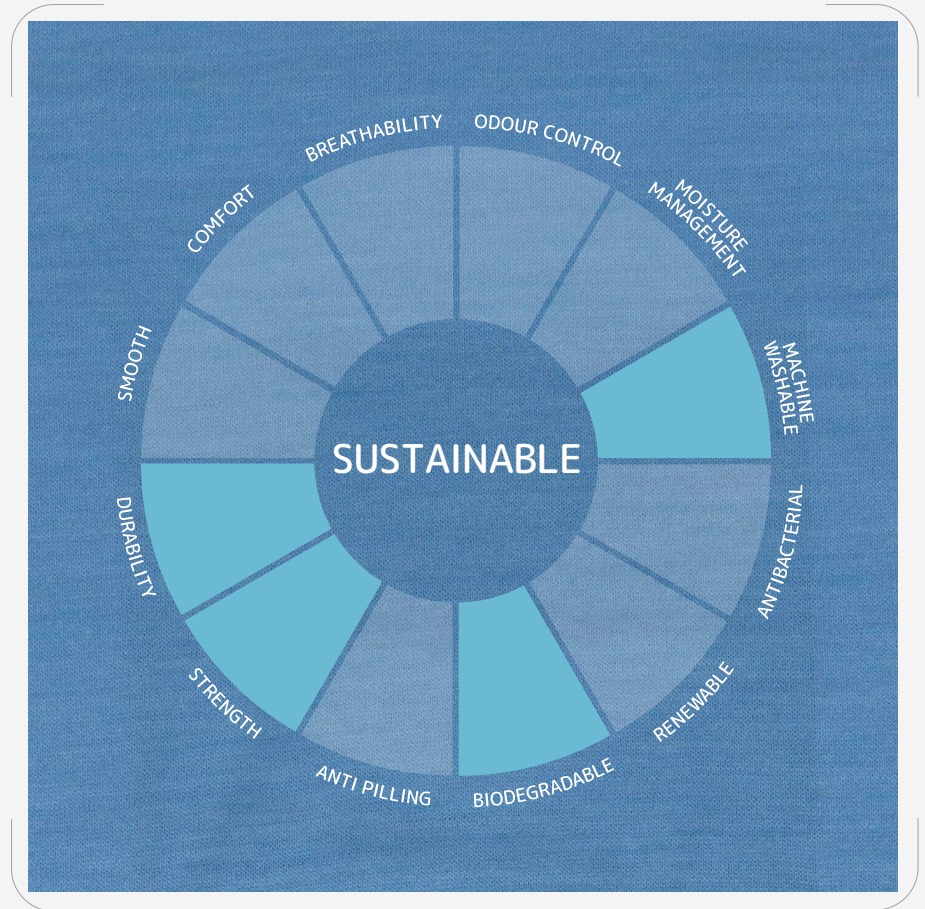 BREATHABILITY
ODOUR CONTROL
MOISTURE
MANAGEMENT
MACHINE
WASHABLE
ANTIBACTERIAL
RENEWABLE
BIODEGRADABLE
ANTI PILLING
STRENGTH
DURABILITY
SMOOTH
COMFORT
SUSTAINABLE